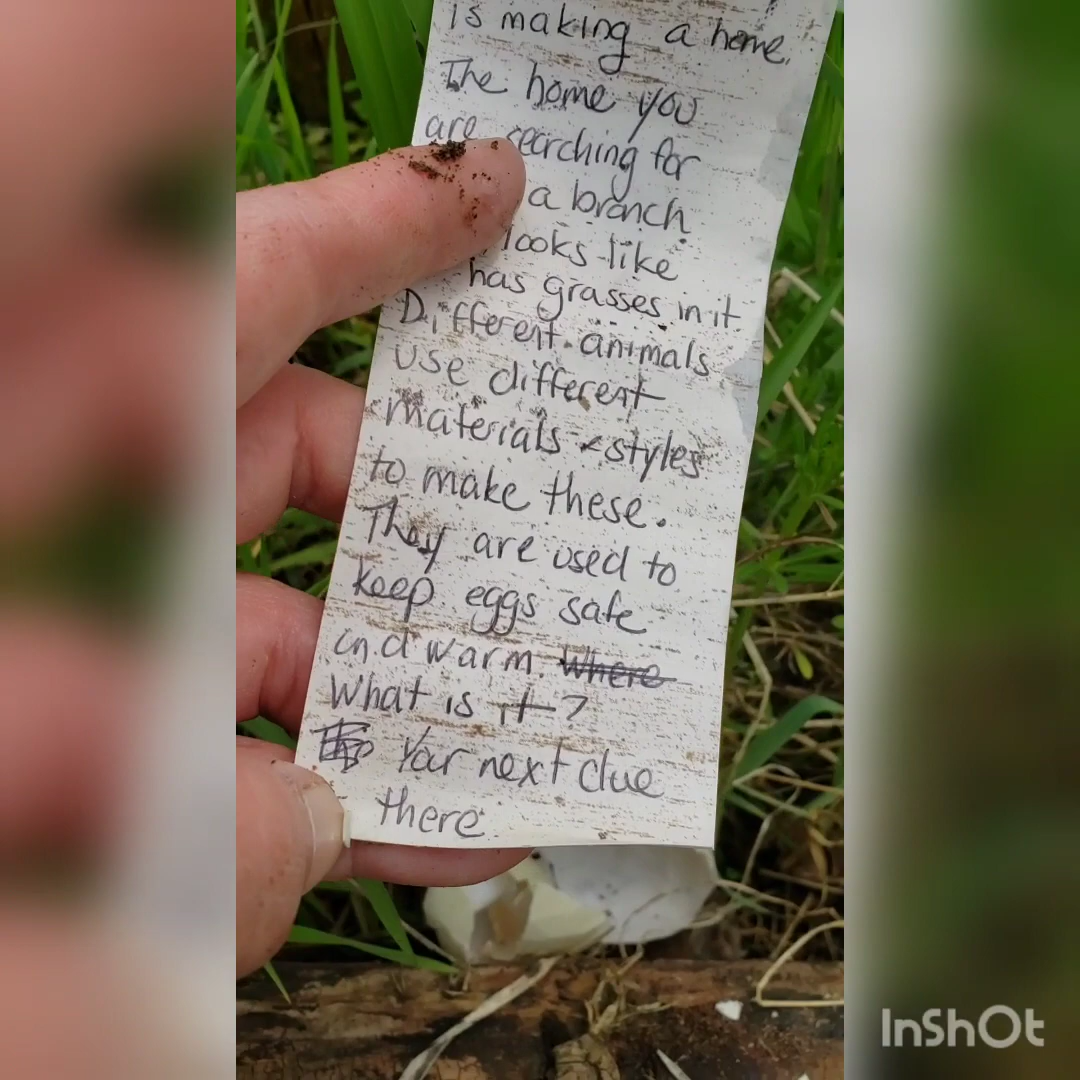 is making a home.
The home you
are searching for
a branch.
looks like
has grasses in it.
Different animals
use different
materials & styles
to make these.
They are used to
keep eggs safe
and warm. Where
What is it?
Your next clue
there
InShOt